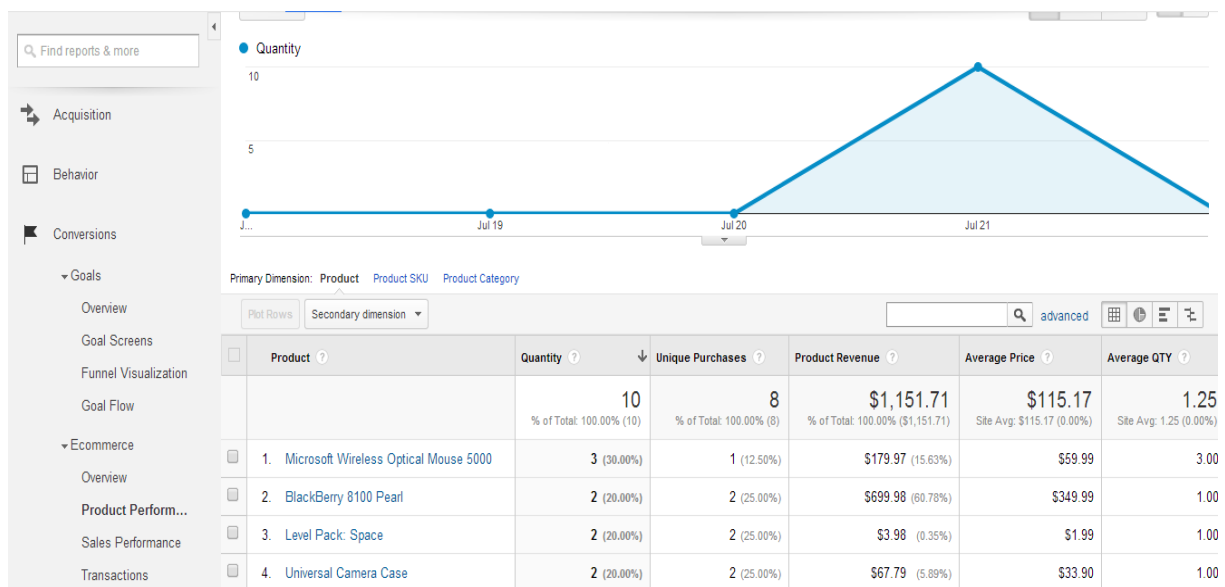 Find reports & more
Acquisition
Behavior
Conversions
Goals
Overview
Goal Screens
Funnel Visualization
Goal Flow
Ecommerce
Overview
Product Perform...
Sales Performance
Transactions
Quantity
10
5
J... Jul 19 Jul 20 Jul 21
Primary Dimension: Product Product SKU Product Category
Plot Rows Secondary dimension advanced
Product ? Quantity ? Unique Purchases ? Product Revenue ? Average Price ? Average QTY ?
10 8 $1,151.71 $115.17 1.25
% of Total: 100.00% (10) % of Total: 100.00% (8) % of Total: 100.00% ($1,151.71) Site Avg: $115.17 (0.00%) Site Avg: 1.25 (0.00%)
1. Microsoft Wireless Optical Mouse 5000 3 (30.00%) 1 (12.50%) $179.97 (15.63%) $59.99 3.00
2. BlackBerry 8100 Pearl 2 (20.00%) 2 (25.00%) $699.98 (60.78%) $349.99 1.00
3. Level Pack: Space 2 (20.00%) 2 (25.00%) $3.98 (0.35%) $1.99 1.00
4. Universal Camera Case 2 (20.00%) 2 (25.00%) $67.79 (5.89%) $33.90 1.00